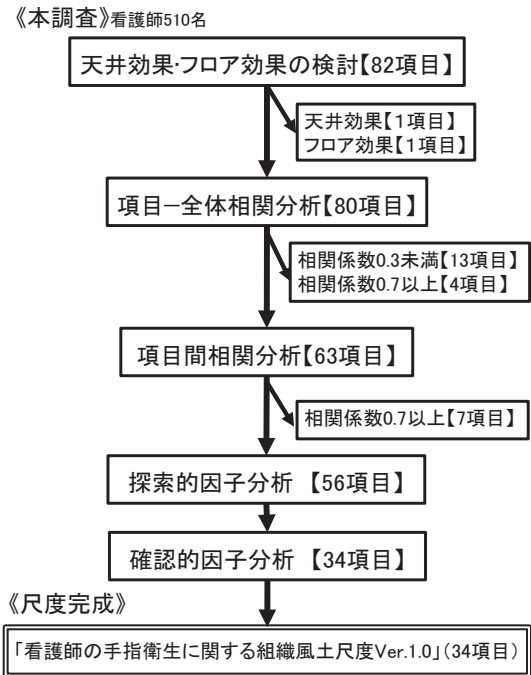 《本調査》看護師510名
天井効果・フロア効果の検討【82項目】
天井効果【1項目】
フロア効果【1項目】
項目－全体相関分析【80項目】
相関係数0.3未満【13項目】
相関係数0.7以上【4項目】
項目間相関分析【63項目】
相関係数0.7以上【7項目】
探索的因子分析 【56項目】
確認的因子分析 【34項目】
《尺度完成》
「看護師の手指衛生に関する組織風土尺度Ver.1.0」(34項目)